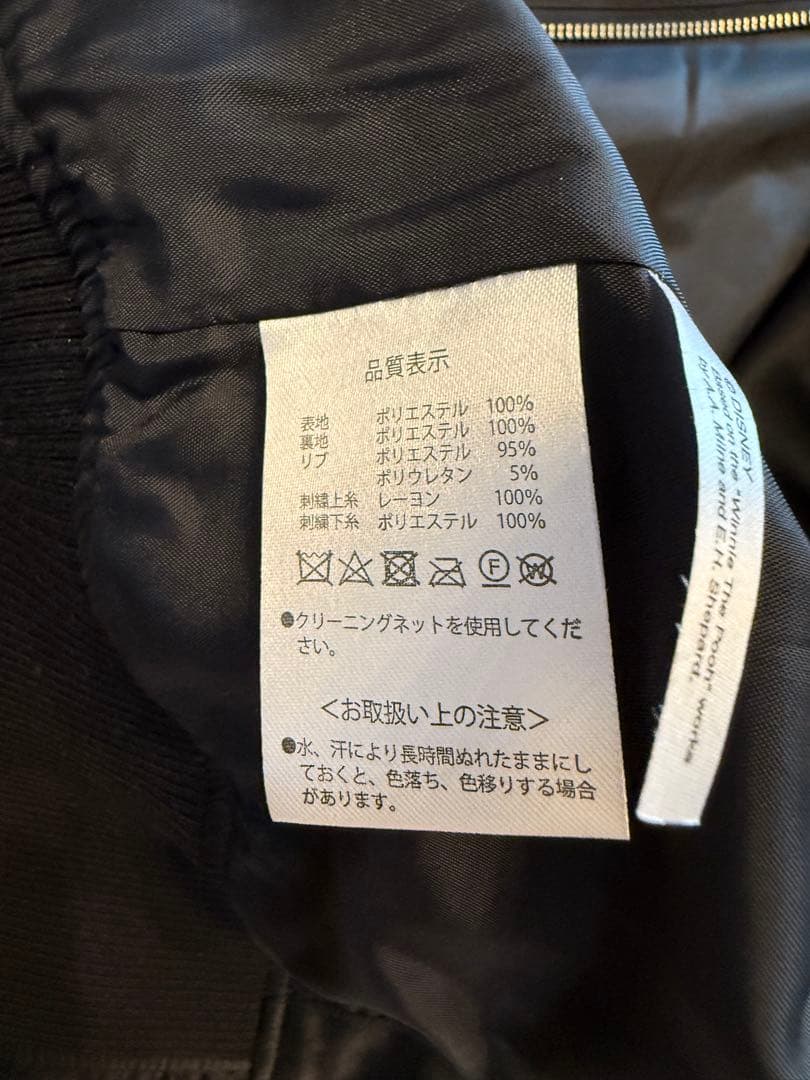 品質表示
表地 ポリエステル 100%
裏地 ポリエステル 100%
リブ ポリエステル 95%
ポリウレタン 5%
刺繍上糸 レーヨン 100%
刺繍下糸 ポリエステル 100%
F W
●クリーニングネットを使用してくだ
さい。
＜お取扱い上の注意＞
●水、汗により長時間ぬれたままにし
ておくと、色落ち、色移りする場合
があります。
© DISNEY
Based on the "Winnie The Pooh" works
by A.A. Milne and E.H. Shepard.